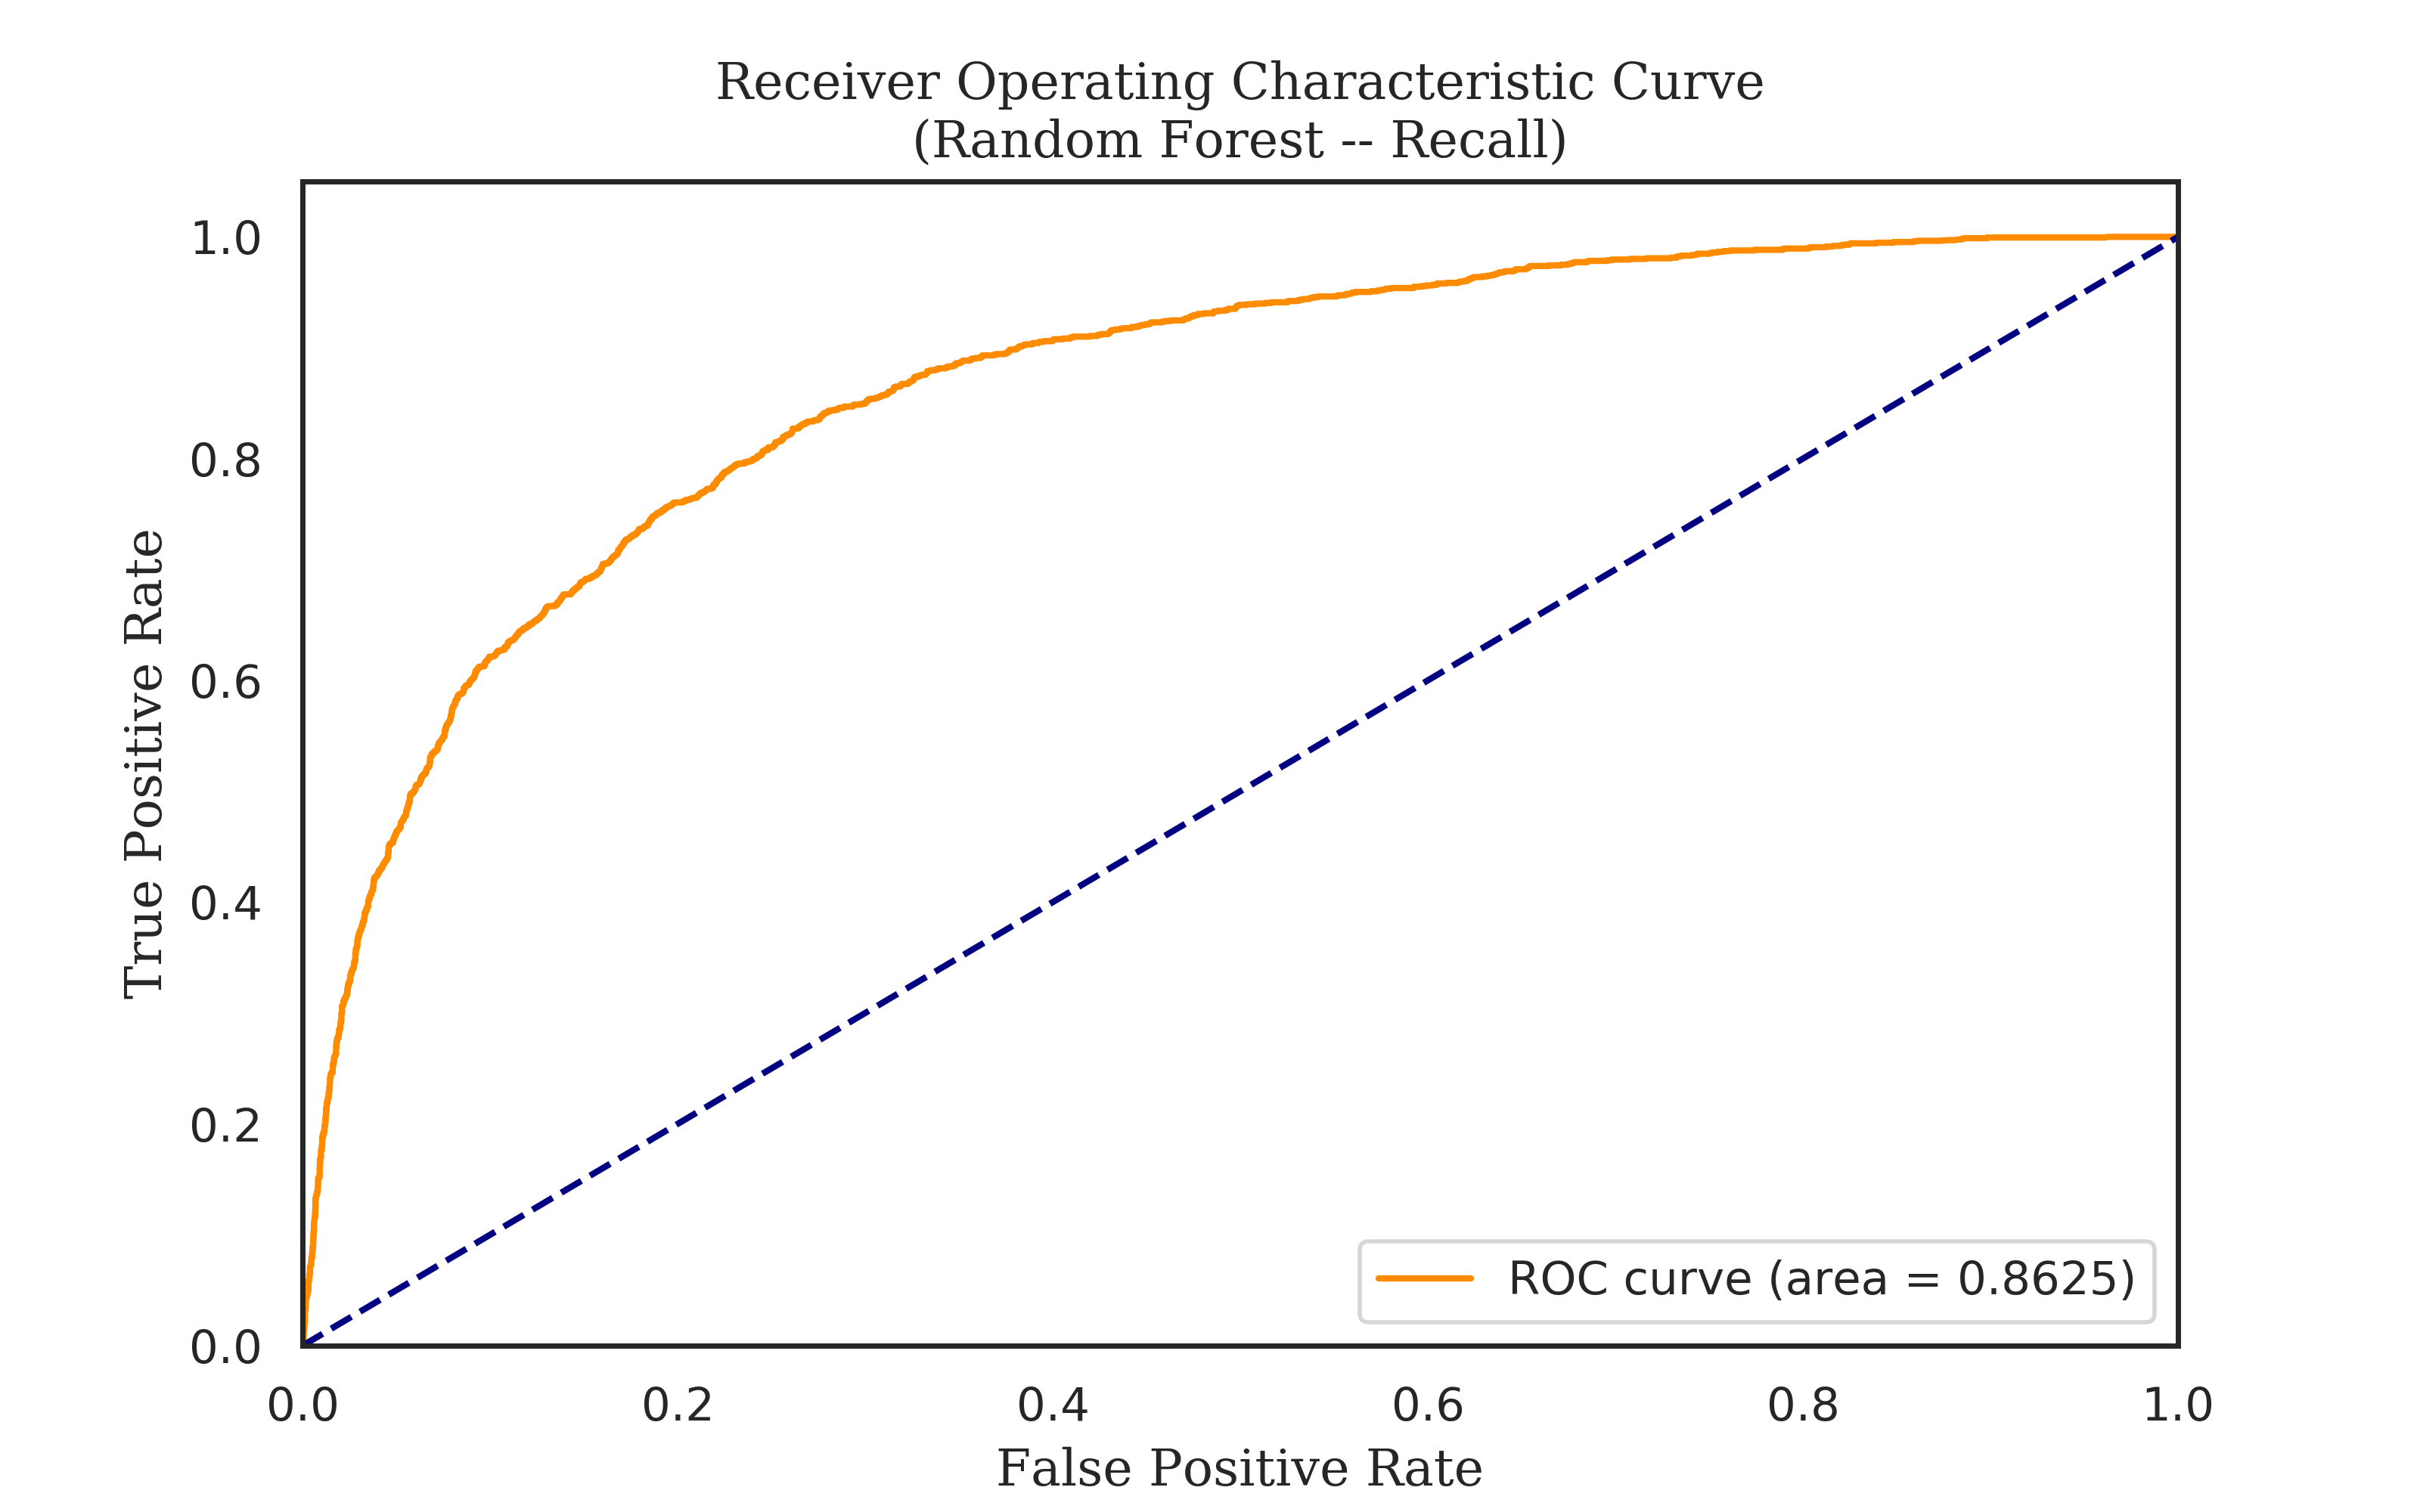 Receiver Operating Characteristic Curve
(Random Forest -- Recall)
1.0
0.8
0.6
0.4
0.2
0.0
True Positive Rate
ROC curve (area = 0.8625)
0.0 0.2 0.4 0.6 0.8 1.0
False Positive Rate